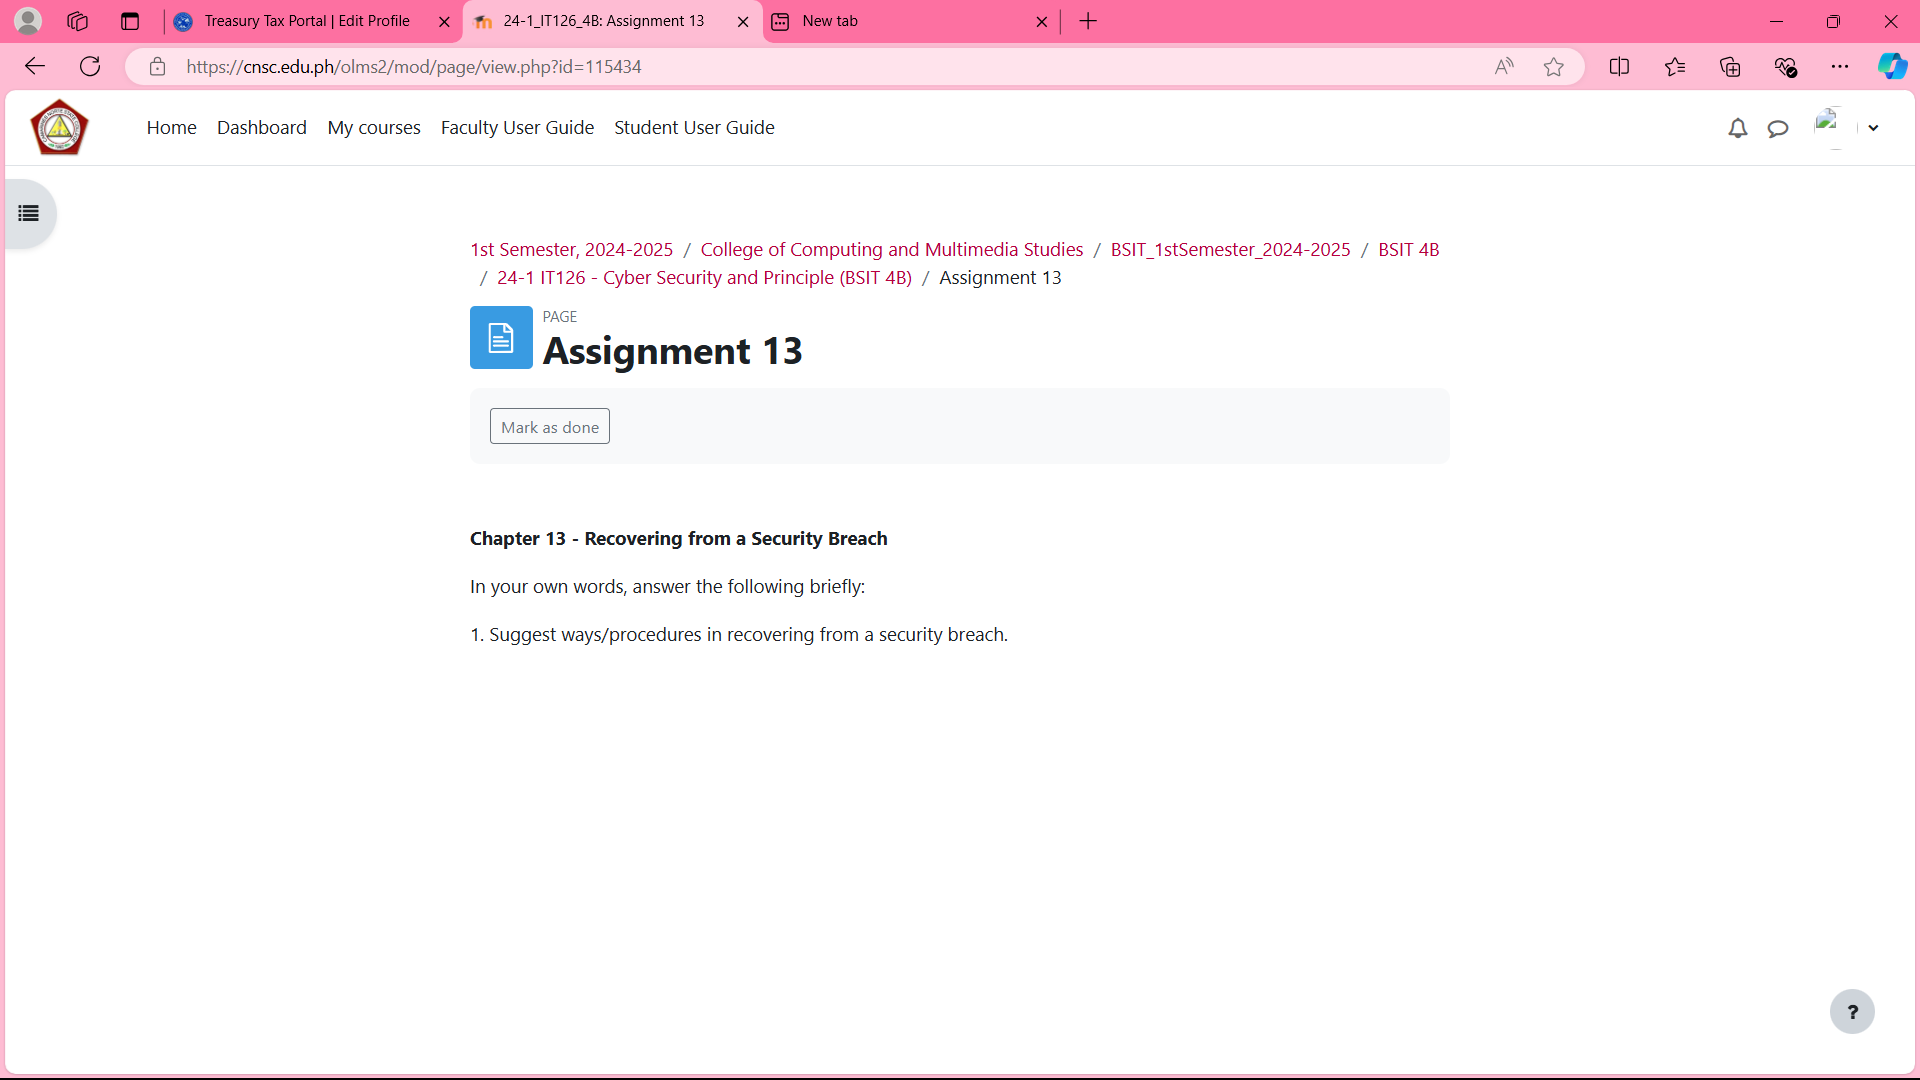 Treasury Tax Portal | Edit Profile
24-1_IT126_4B: Assignment 13
New tab
https://cnsc.edu.ph/olms2/mod/page/view.php?id=115434
Home
Dashboard
My courses
Faculty User Guide
Student User Guide
1st Semester, 2024-2025 / College of Computing and Multimedia Studies / BSIT_1stSemester_2024-2025 / BSIT 4B
/ 24-1 IT126 - Cyber Security and Principle (BSIT 4B) / Assignment 13
PAGE
Assignment 13
Mark as done
Chapter 13 - Recovering from a Security Breach
In your own words, answer the following briefly:
1. Suggest ways/procedures in recovering from a security breach.
?